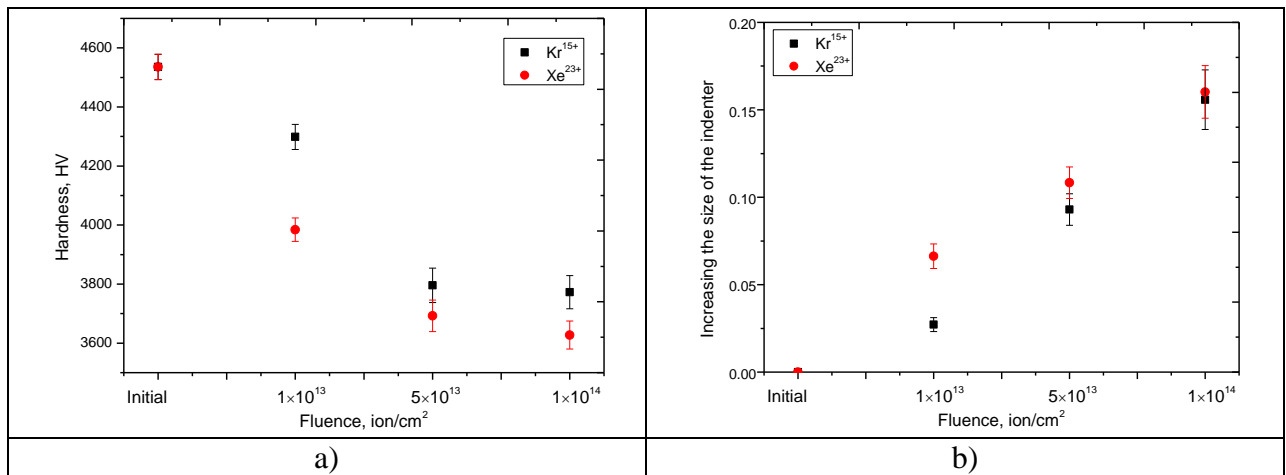 4600
4400
4200
4000
3800
3600
Hardness, HV
Kr¹⁵⁺
Xe²³⁺
Initial
1×10¹³
5×10¹³
1×10¹⁴
Fluence, ion/cm²
a)
0.20
0.15
0.10
0.05
0.00
Increasing the size of the indenter
Kr¹⁵⁺
Xe²³⁺
Initial
1×10¹³
5×10¹³
1×10¹⁴
Fluence, ion/cm²
b)